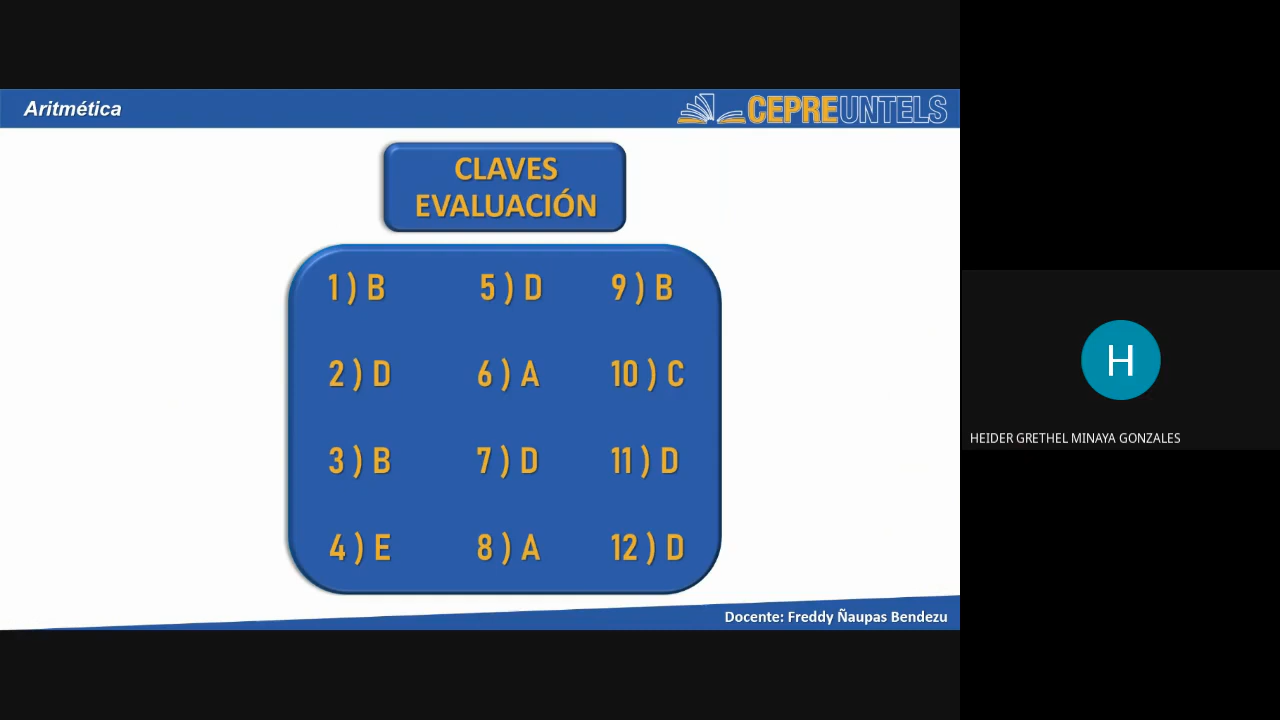 Aritmética
CEPREUNTELS
CLAVES
EVALUACIÓN
1 ) B 5 ) D 9 ) B
2 ) D 6 ) A 10 ) C
3 ) B 7 ) D 11 ) D
4 ) E 8 ) A 12 ) D
H
HEIDER GRETHEL MINAYA GONZALES
Docente: Freddy Ñaupas Bendezu